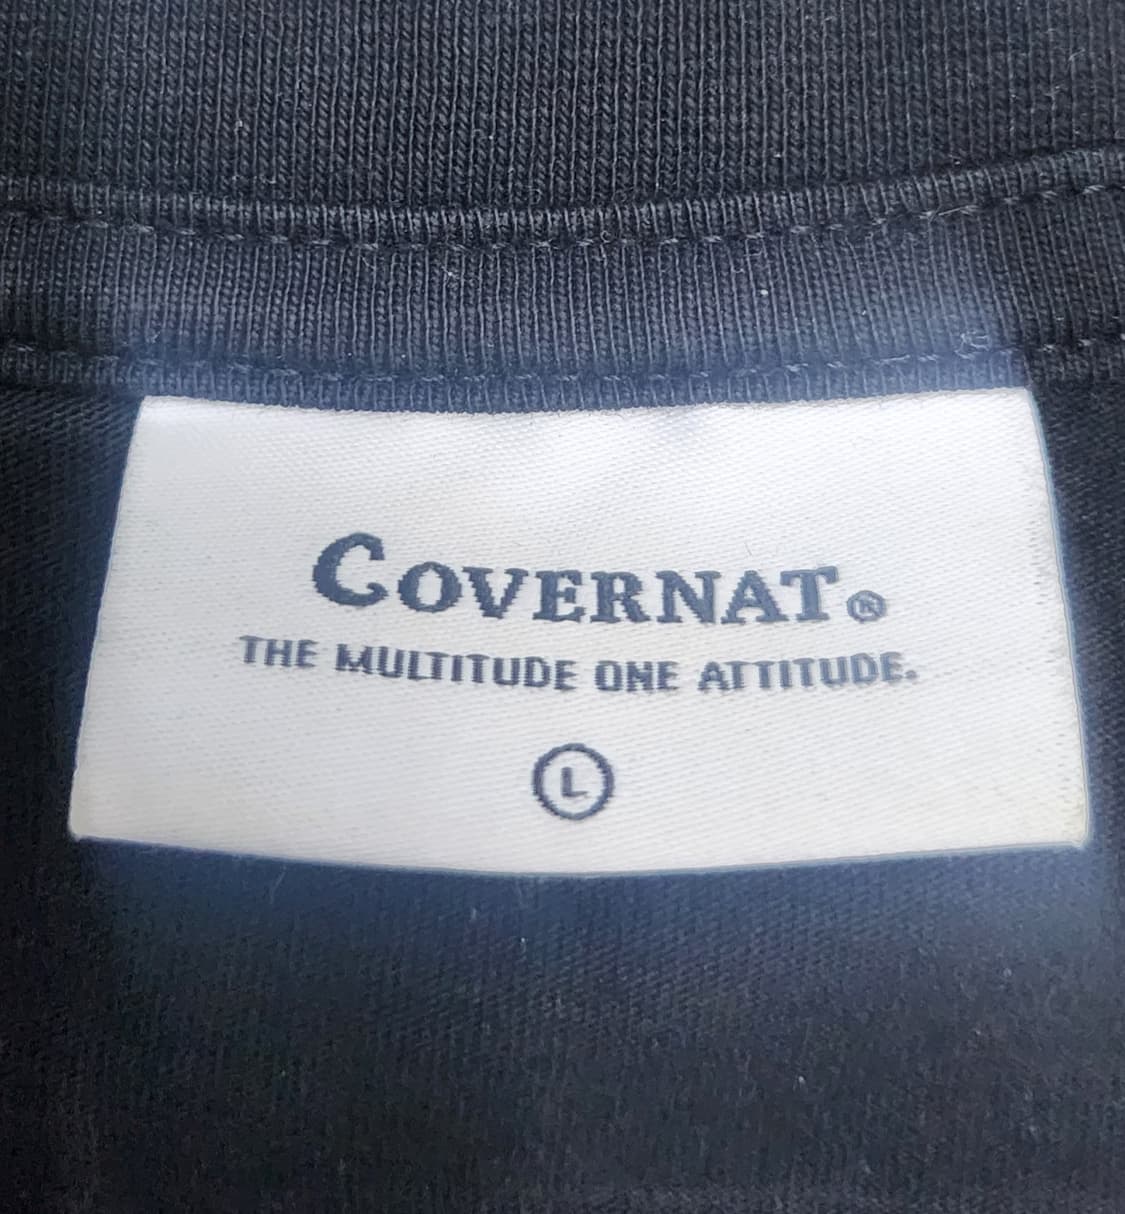 COVERNAT®
THE MULTITUDE ONE ATTITUDE.
L